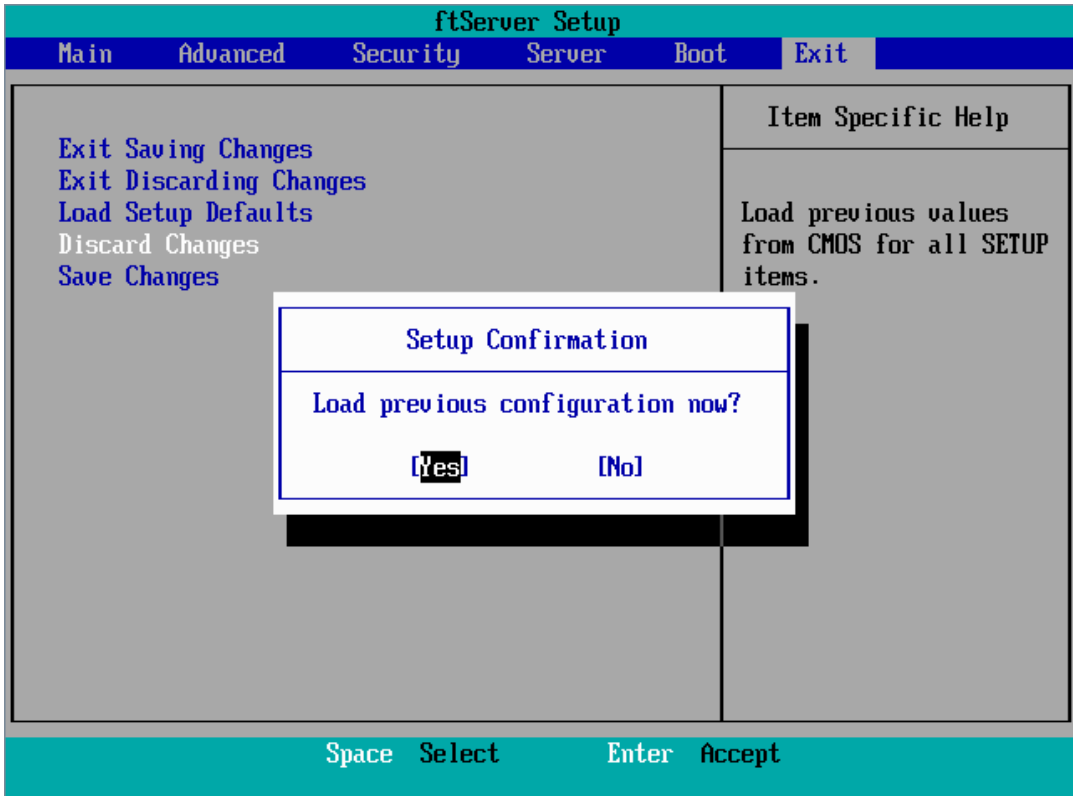 ftServer Setup
Main Advanced Security Server Boot Exit
Exit Saving Changes
Exit Discarding Changes
Load Setup Defaults
Discard Changes
Save Changes
Item Specific Help
Load previous values
from CMOS for all SETUP
items.
Setup Confirmation
Load previous configuration now?
[Yes] [No]
Space Select Enter Accept